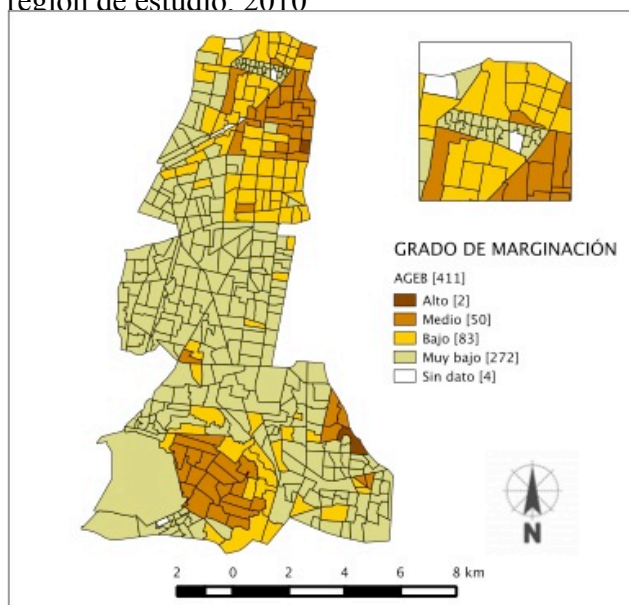 región de estudio, 2010
GRADO DE MARGINACIÓN
AGEB [411]
Alto [2]
Medio [50]
Bajo [83]
Muy bajo [272]
Sin dato [4]
N
2 0 2 4 6 8 km